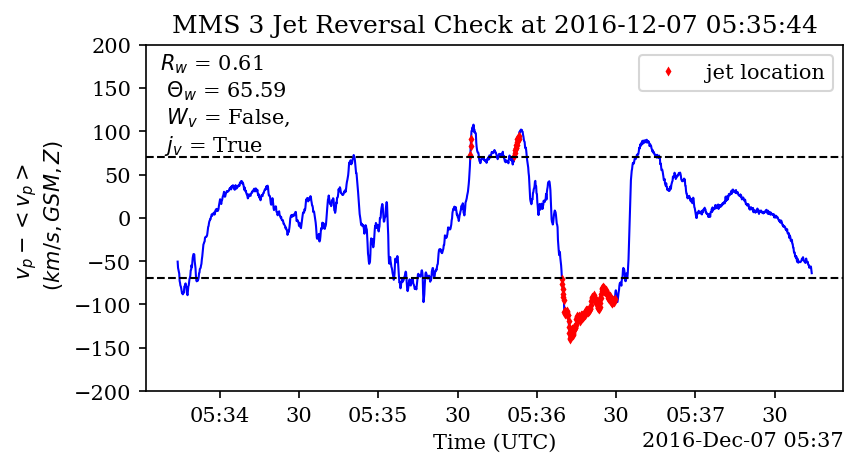 MMS 3 Jet Reversal Check at 2016-12-07 05:35:44
200
150
100
50
0
−50
−100
−150
−200
v_p − < v_p >
(km/s, GSM, Z)
R_w = 0.61
Θ_w = 65.59
W_v = False,
j_v = True
jet location
05:34 30 05:35 30 05:36 30 05:37 30
Time (UTC)
2016-Dec-07 05:37